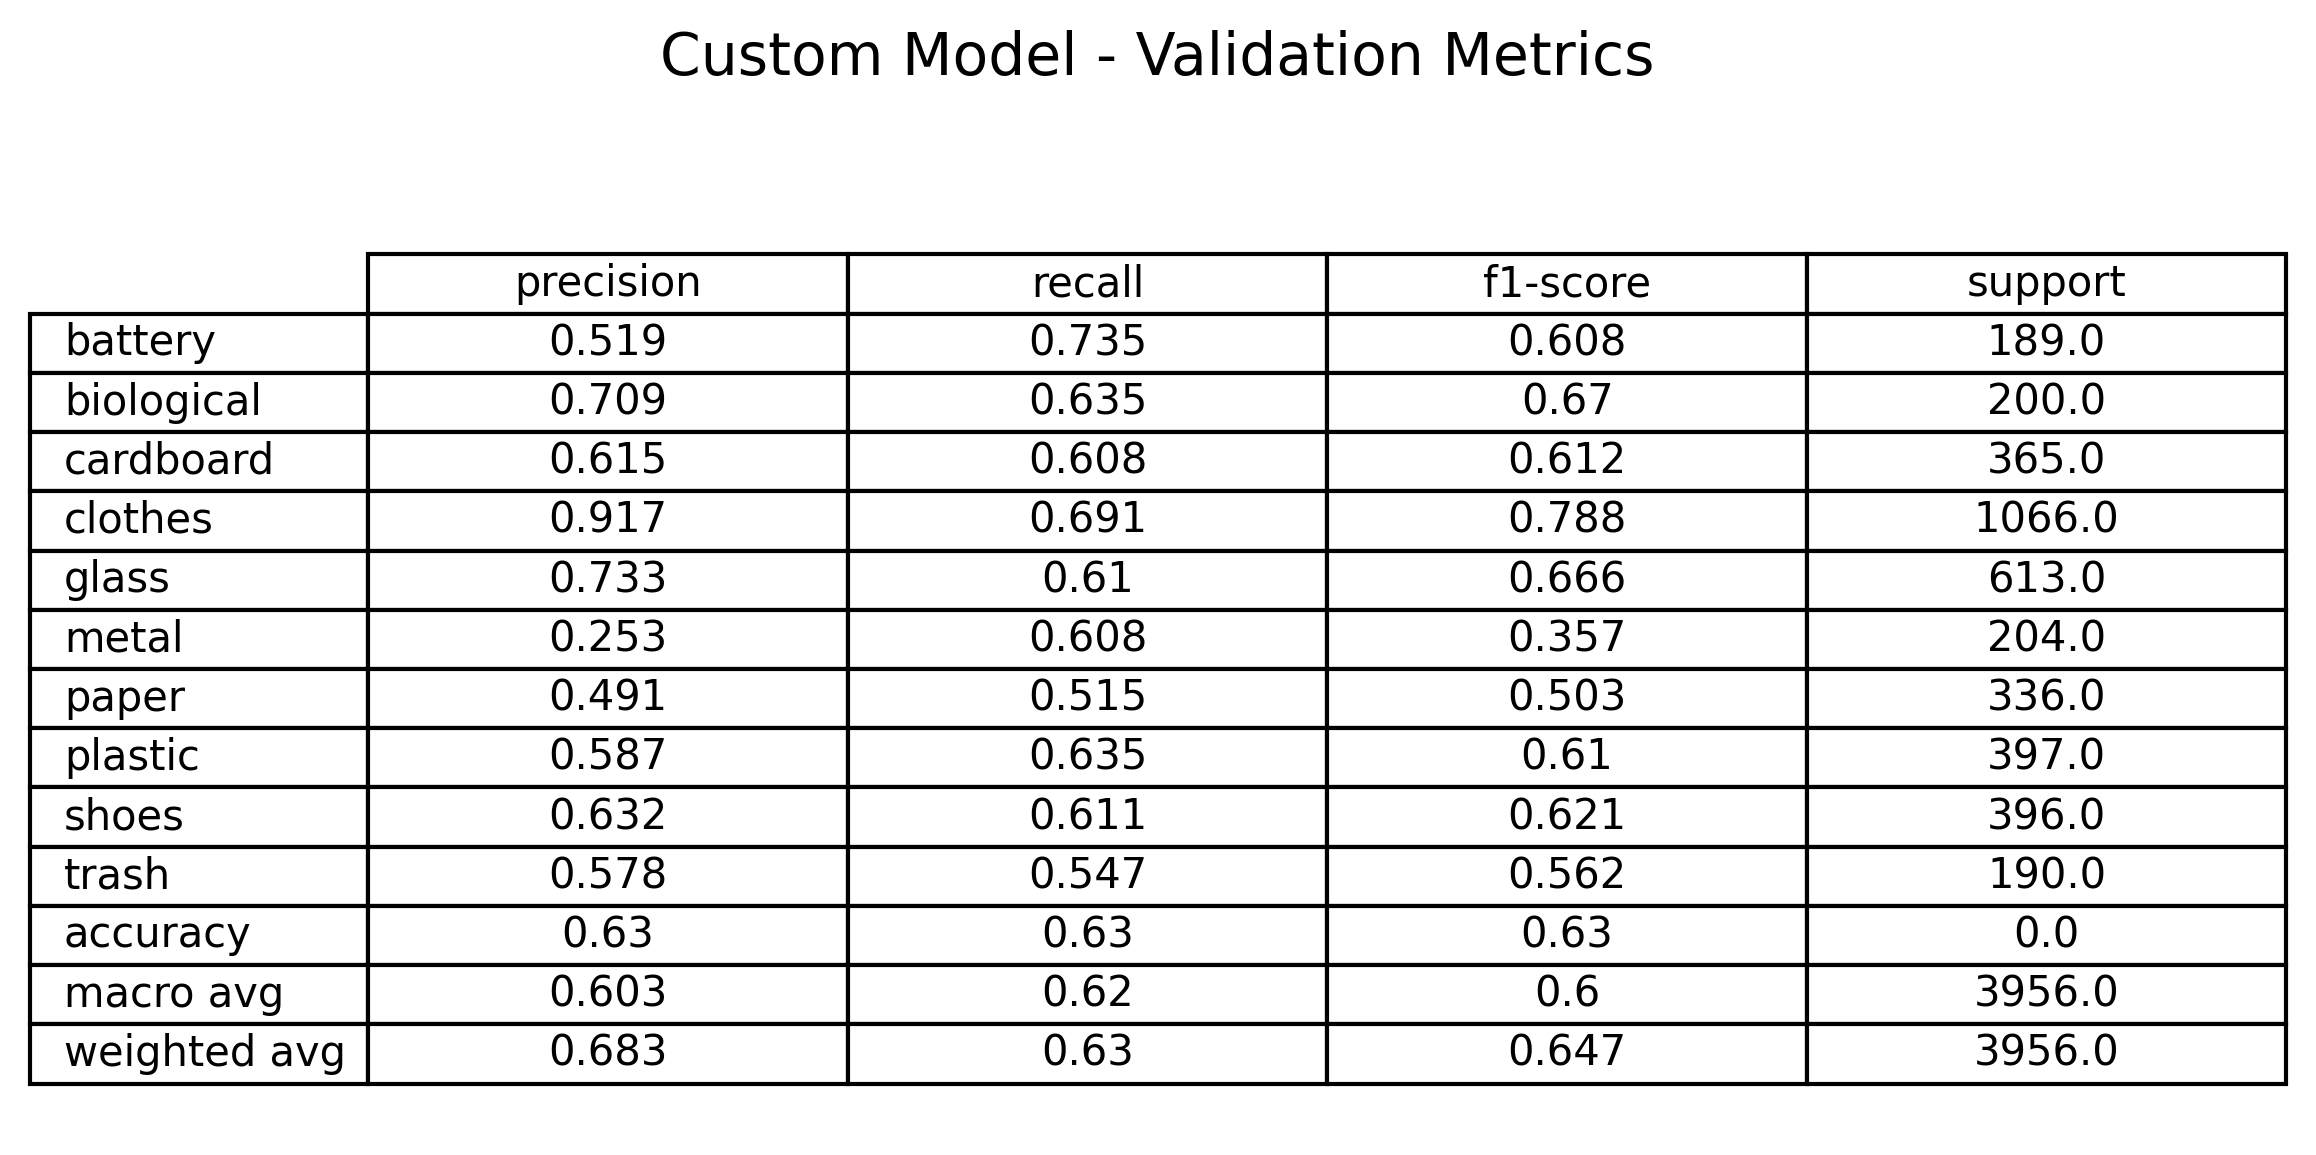 Custom Model - Validation Metrics
precision recall f1-score support
battery 0.519 0.735 0.608 189.0
biological 0.709 0.635 0.67 200.0
cardboard 0.615 0.608 0.612 365.0
clothes 0.917 0.691 0.788 1066.0
glass 0.733 0.61 0.666 613.0
metal 0.253 0.608 0.357 204.0
paper 0.491 0.515 0.503 336.0
plastic 0.587 0.635 0.61 397.0
shoes 0.632 0.611 0.621 396.0
trash 0.578 0.547 0.562 190.0
accuracy 0.63 0.63 0.63 0.0
macro avg 0.603 0.62 0.6 3956.0
weighted avg 0.683 0.63 0.647 3956.0